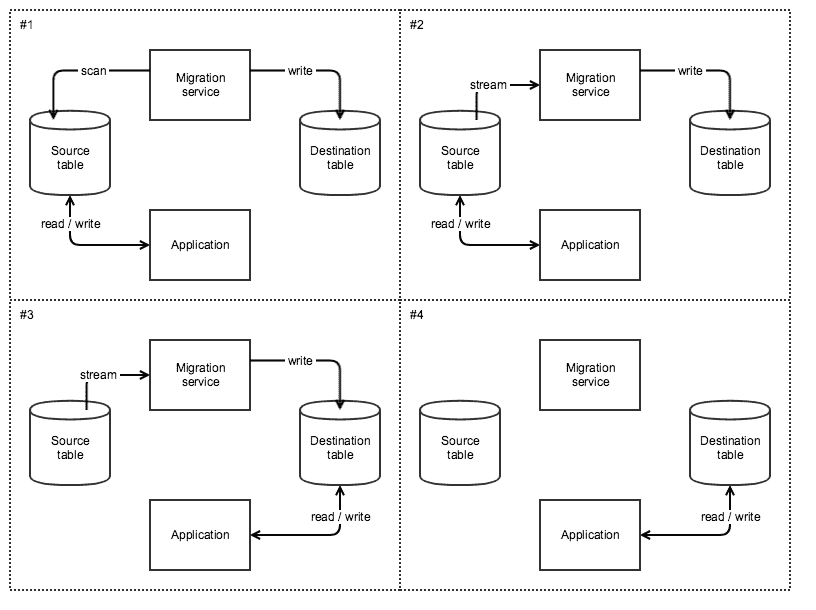 #1
scan
Migration
service
write
Source
table
Destination
table
read / write
Application
#2
stream
Migration
service
write
Source
table
Destination
table
read / write
Application
#3
stream
Migration
service
write
Source
table
Destination
table
read / write
Application
#4
Migration
service
Source
table
Destination
table
read / write
Application